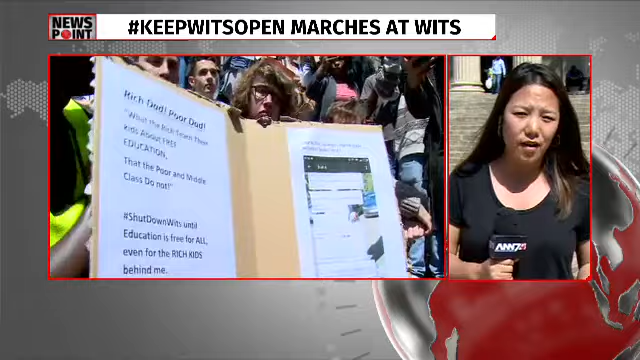 NEWS
POINT
#KEEPWITSOPEN MARCHES AT WITS
Rich Dad! Poor Dad!
"What the Rich Teach Their
kids About FREE
EDUCATION,
That the Poor and Middle
Class Do not!"
#ShutDownWits until
Education is free for ALL,
even for the RICH KIDS
behind me.
ANN7